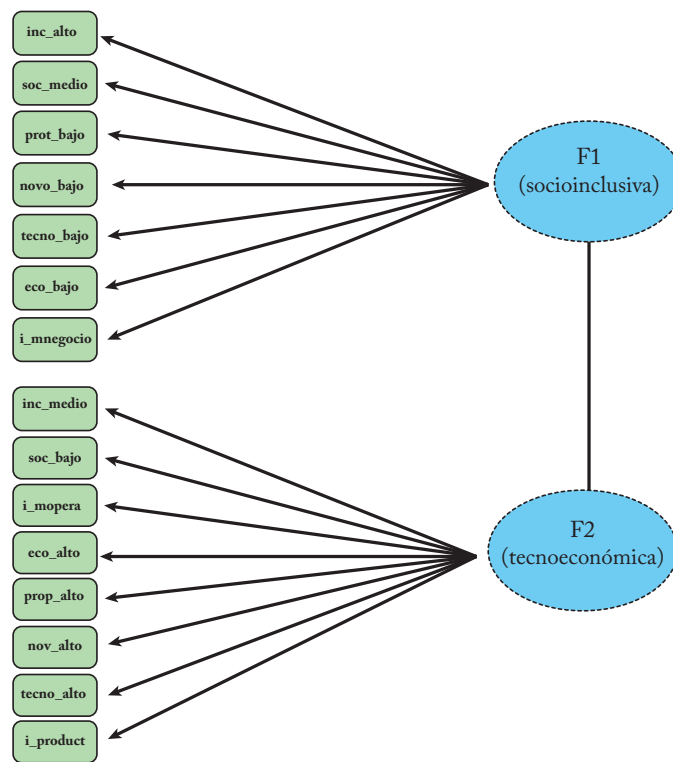 inc_alto
soc_medio
prot_bajo
novo_bajo
tecno_bajo
eco_bajo
i_mnegocio
F1
(socioinclusiva)
inc_medio
soc_bajo
i_mopera
eco_alto
prop_alto
nov_alto
tecno_alto
i_product
F2
(tecnoeconómica)